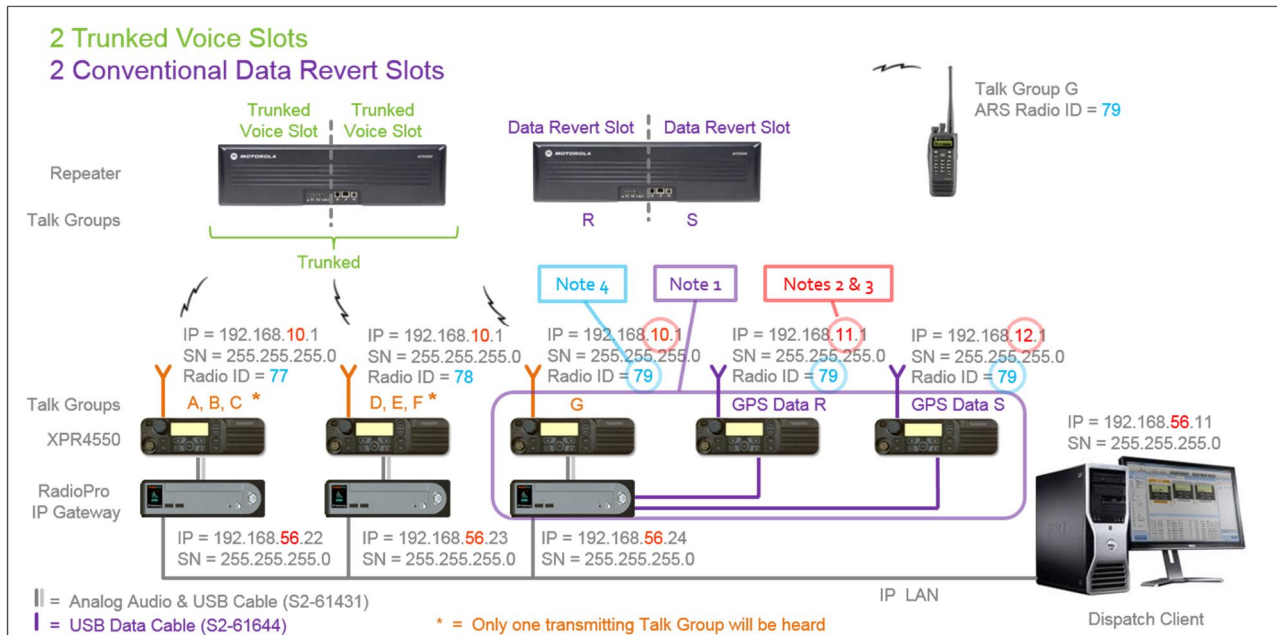 2 Trunked Voice Slots
2 Conventional Data Revert Slots
Talk Group G
ARS Radio ID = 79
Trunked
Voice Slot
Trunked
Voice Slot
Data Revert Slot
Data Revert Slot
MOTOROLA
MOTOROLA
Repeater
Talk Groups
R
S
Trunked
Note 4
Note 1
Notes 2 & 3
IP = 192.168.10.1
SN = 255.255.255.0
Radio ID = 77
IP = 192.168.10.1
SN = 255.255.255.0
Radio ID = 78
IP = 192.168.10.1
SN = 255.255.255.0
Radio ID = 79
IP = 192.168.11.1
SN = 255.255.255.0
Radio ID = 79
IP = 192.168.12.1
SN = 255.255.255.0
Radio ID = 79
Talk Groups
A, B, C *
D, E, F *
G
GPS Data R
GPS Data S
XPR4550
IP = 192.168.56.11
SN = 255.255.255.0
RadioPro
IP Gateway
IP = 192.168.56.22
SN = 255.255.255.0
IP = 192.168.56.23
SN = 255.255.255.0
IP = 192.168.56.24
SN = 255.255.255.0
IP LAN
Dispatch Client
= Analog Audio & USB Cable (S2-61431)
= USB Data Cable (S2-61644)
* = Only one transmitting Talk Group will be heard